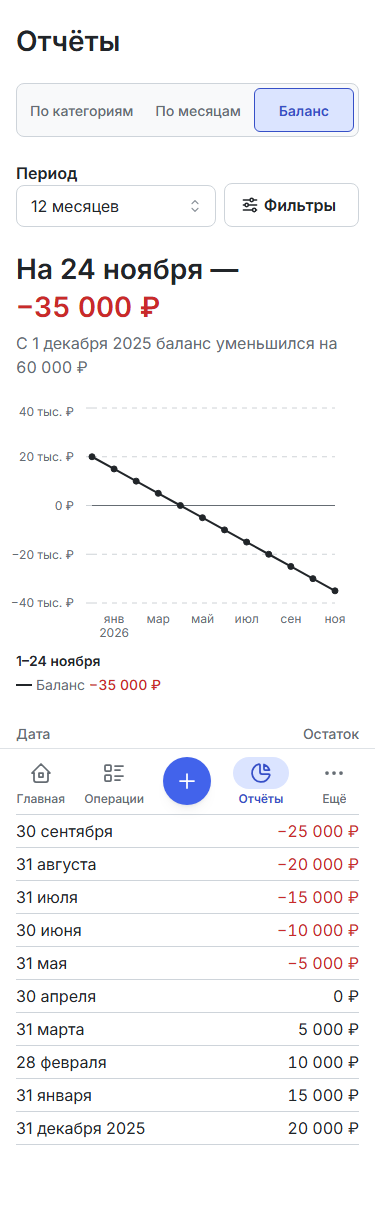 Отчёты
По категориям По месяцам Баланс
Период
12 месяцев Фильтры
На 24 ноября —
−35 000 ₽
С 1 декабря 2025 баланс уменьшился на
60 000 ₽
40 тыс. ₽
20 тыс. ₽
0 ₽
−20 тыс. ₽
−40 тыс. ₽
янв мар май июл сен ноя
2026
1–24 ноября
Баланс −35 000 ₽
Дата Остаток
Главная Операции Отчёты Ещё
30 сентября −25 000 ₽
31 августа −20 000 ₽
31 июля −15 000 ₽
30 июня −10 000 ₽
31 мая −5 000 ₽
30 апреля 0 ₽
31 марта 5 000 ₽
28 февраля 10 000 ₽
31 января 15 000 ₽
31 декабря 2025 20 000 ₽